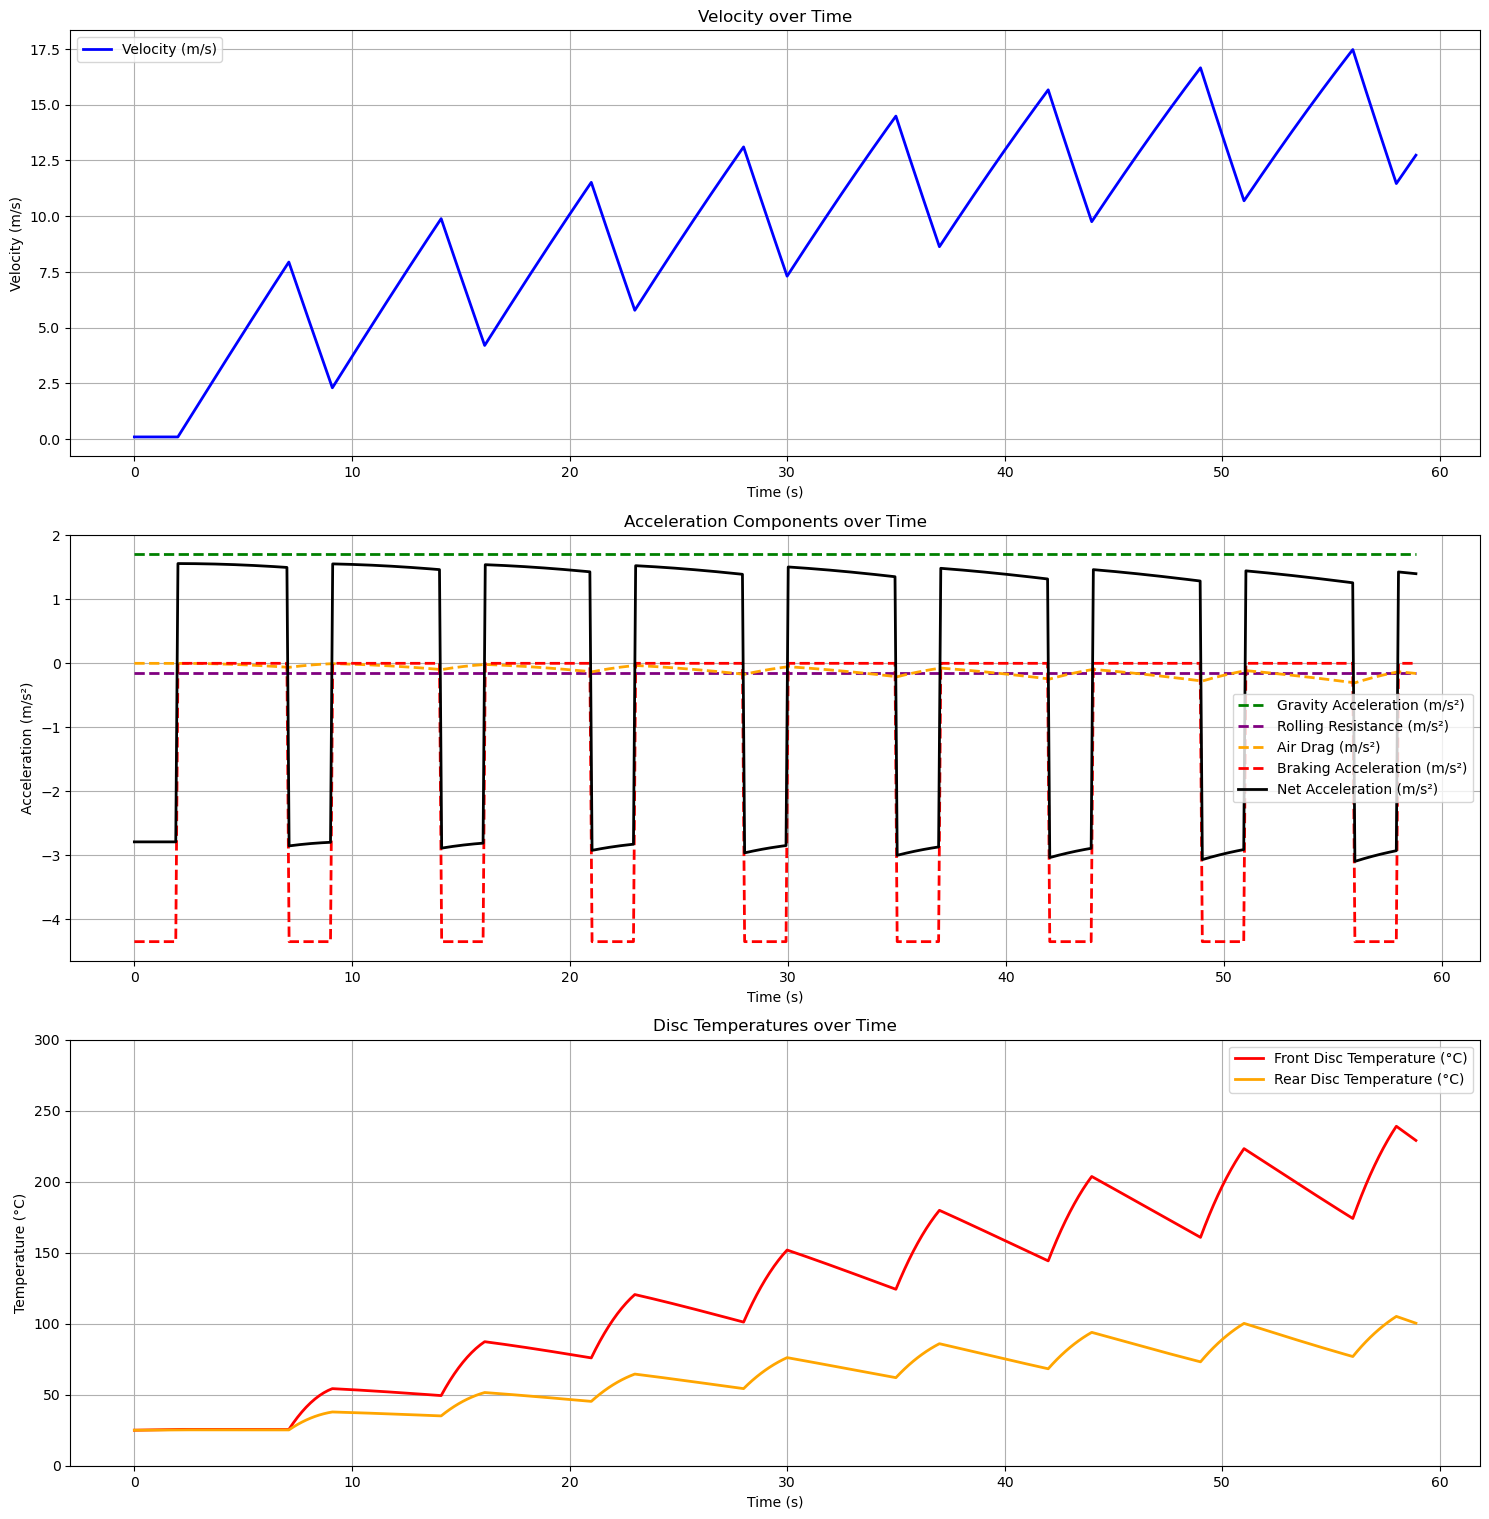 Velocity over Time
Velocity (m/s)
17.5
15.0
12.5
10.0
7.5
5.0
2.5
0.0
Velocity (m/s)
0 10 20 30 40 50 60
Time (s)
Acceleration Components over Time
2
1
0
−1
−2
−3
−4
Acceleration (m/s²)
Gravity Acceleration (m/s²)
Rolling Resistance (m/s²)
Air Drag (m/s²)
Braking Acceleration (m/s²)
Net Acceleration (m/s²)
0 10 20 30 40 50 60
Time (s)
Disc Temperatures over Time
300
250
200
150
100
50
0
Temperature (°C)
Front Disc Temperature (°C)
Rear Disc Temperature (°C)
0 10 20 30 40 50 60
Time (s)